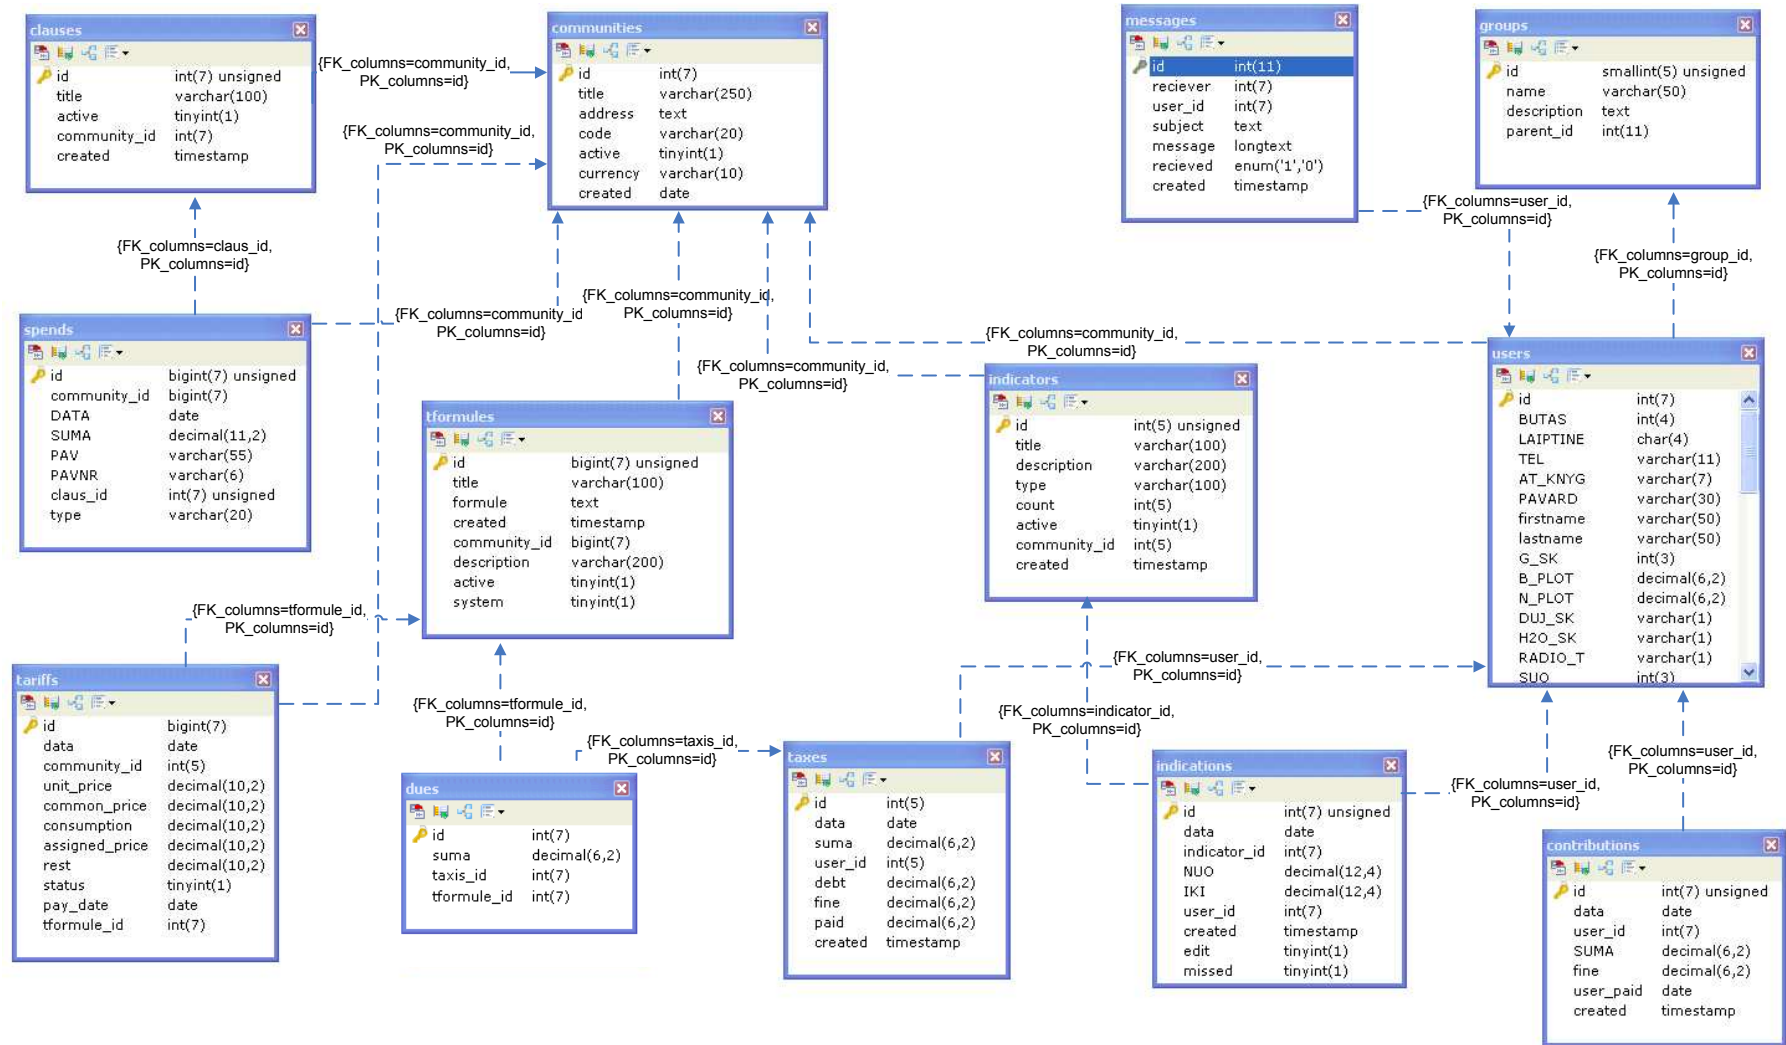 clauses
id int(7) unsigned
title varchar(100)
active tinyint(1)
community_id int(7)
created timestamp
{FK_columns=community_id,
PK_columns=id}
communities
id int(7)
title varchar(250)
address text
code varchar(20)
active tinyint(1)
currency varchar(10)
created date
{FK_columns=community_id,
PK_columns=id}
messages
id int(11)
reciever int(7)
user_id int(7)
subject text
message longtext
recieved enum('1','0')
created timestamp
groups
id smallint(5) unsigned
name varchar(50)
description text
parent_id int(11)
{FK_columns=user_id,
PK_columns=id}
{FK_columns=claus_id,
PK_columns=id}
{FK_columns=group_id,
PK_columns=id}
{FK_columns=community_id
PK_columns=id}
{FK_columns=community_id,
PK_columns=id}
{FK_columns=community_id,
PK_columns=id}
{FK_columns=community_id,
PK_columns=id}
spends
id bigint(7) unsigned
community_id bigint(7)
DATA date
SUMA decimal(11,2)
PAV varchar(55)
PAVNR varchar(6)
claus_id int(7) unsigned
type varchar(20)
tformules
id bigint(7) unsigned
title varchar(100)
formule text
created timestamp
community_id bigint(7)
description varchar(200)
active tinyint(1)
system tinyint(1)
indicators
id int(5) unsigned
title varchar(100)
description varchar(200)
type varchar(100)
count int(5)
active tinyint(1)
community_id int(5)
created timestamp
users
id int(7)
BUTAS int(4)
LAIPTINE char(4)
TEL varchar(11)
AT_KNYG varchar(7)
PAVARD varchar(30)
firstname varchar(50)
lastname varchar(50)
G_SK int(3)
B_PLOT decimal(6,2)
N_PLOT decimal(6,2)
DUJ_SK varchar(1)
H2O_SK varchar(1)
RADIO_T varchar(1)
SUO int(3)
{FK_columns=tformule_id,
PK_columns=id}
{FK_columns=user_id,
PK_columns=id}
tariffs
id bigint(7)
data date
community_id int(5)
unit_price decimal(10,2)
common_price decimal(10,2)
consumption decimal(10,2)
assigned_price decimal(10,2)
rest decimal(10,2)
status tinyint(1)
pay_date date
tformule_id int(7)
{FK_columns=tformule_id,
PK_columns=id}
{FK_columns=taxis_id,
PK_columns=id}
{FK_columns=indicator_id,
PK_columns=id}
{FK_columns=user_id,
PK_columns=id}
{FK_columns=user_id,
PK_columns=id}
dues
id int(7)
suma decimal(6,2)
taxis_id int(7)
tformule_id int(7)
taxes
id int(5)
data date
suma decimal(6,2)
user_id int(5)
debt decimal(6,2)
fine decimal(6,2)
paid decimal(6,2)
created timestamp
indications
id int(7) unsigned
data date
indicator_id int(7)
NUO decimal(12,4)
IKI decimal(12,4)
user_id int(7)
created timestamp
edit tinyint(1)
missed tinyint(1)
contributions
id int(7) unsigned
data date
user_id int(7)
SUMA decimal(6,2)
fine decimal(6,2)
user_paid date
created timestamp